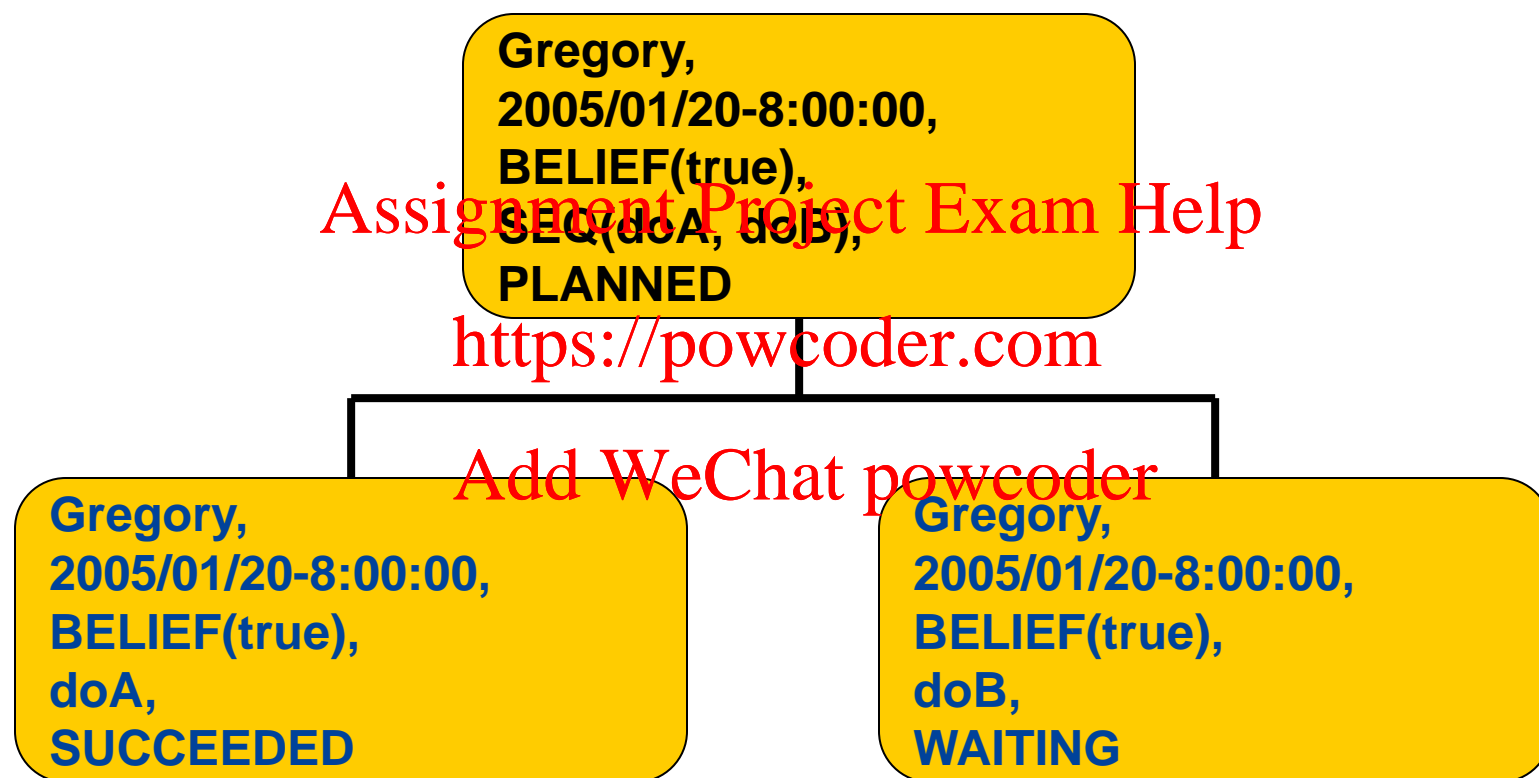 Gregory,
2005/01/20-8:00:00,
BELIEF(true),
Assignment Project Exam Help
SEQ(doA, doB),
PLANNED
https://powcoder.com
Add WeChat powcoder
Gregory,
2005/01/20-8:00:00,
BELIEF(true),
doA,
SUCCEEDED
Gregory,
2005/01/20-8:00:00,
BELIEF(true),
doB,
WAITING